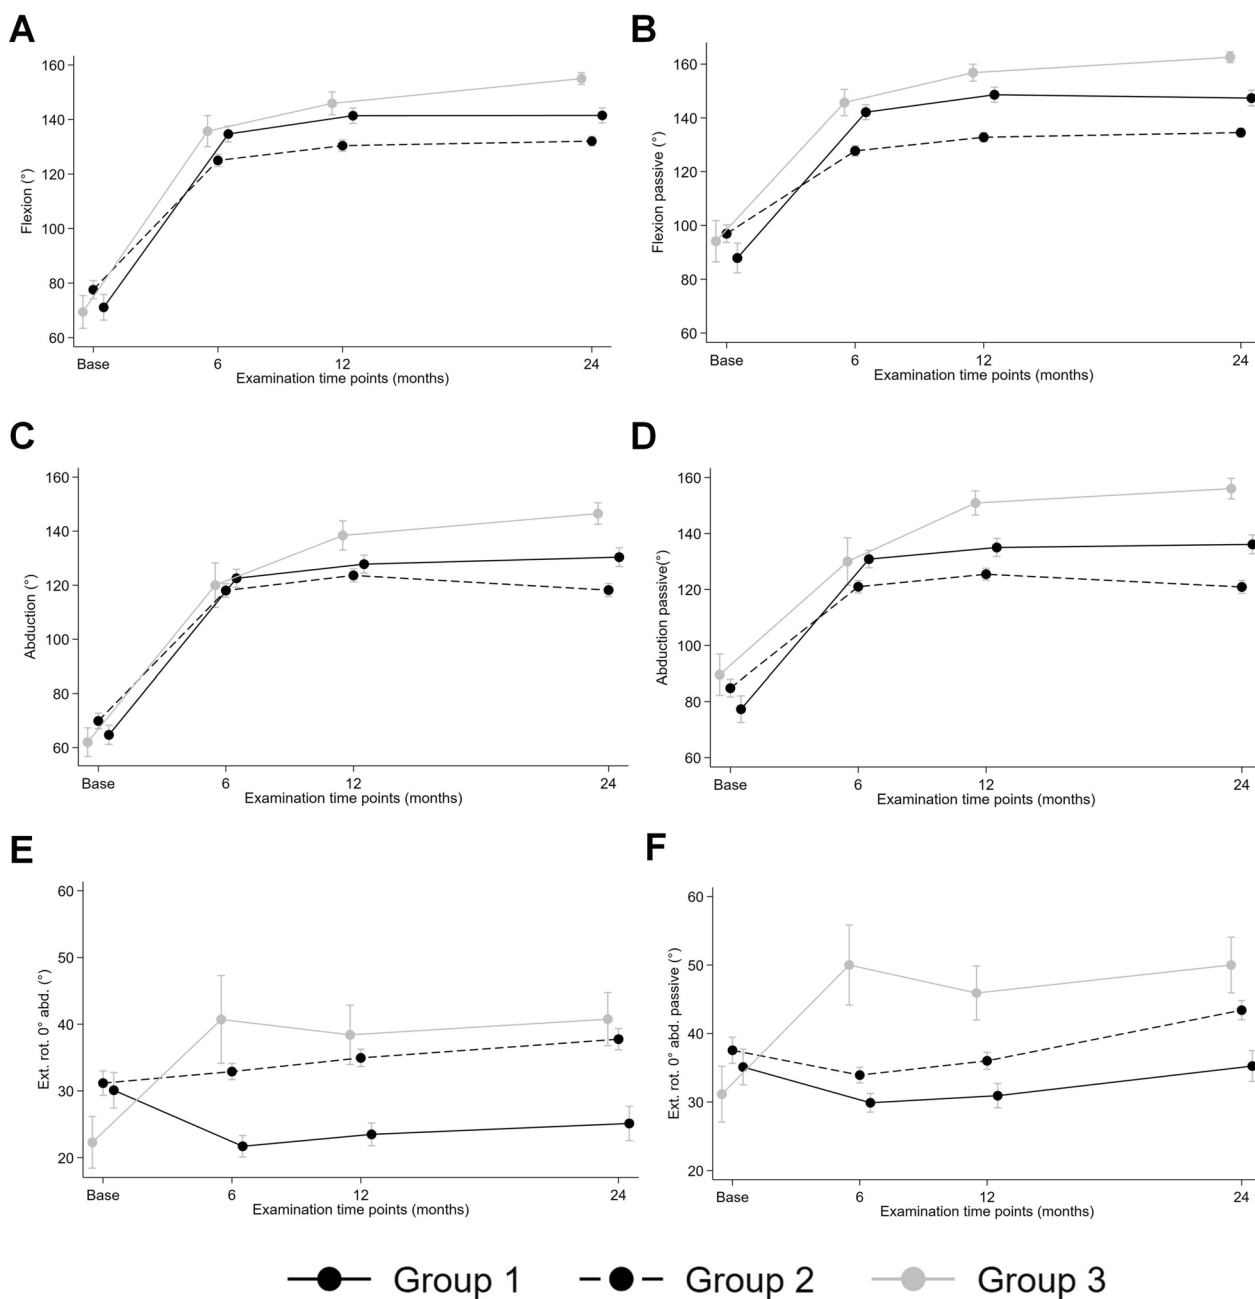 A
Flexion (°)
160
140
120
100
80
60
Base
6
12
24
Examination time points (months)
B
Flexion passive (°)
160
140
120
100
80
60
Base
6
12
24
Examination time points (months)
C
Abduction (°)
160
140
120
100
80
60
Base
6
12
24
Examination time points (months)
D
Abduction passive(°)
160
140
120
100
80
60
Base
6
12
24
Examination time points (months)
E
Ext. rot. 0° abd. (°)
60
50
40
30
20
Base
6
12
24
Examination time points (months)
F
Ext. rot. 0° abd. passive (°)
60
50
40
30
20
Base
6
12
24
Examination time points (months)
Group 1
Group 2
Group 3